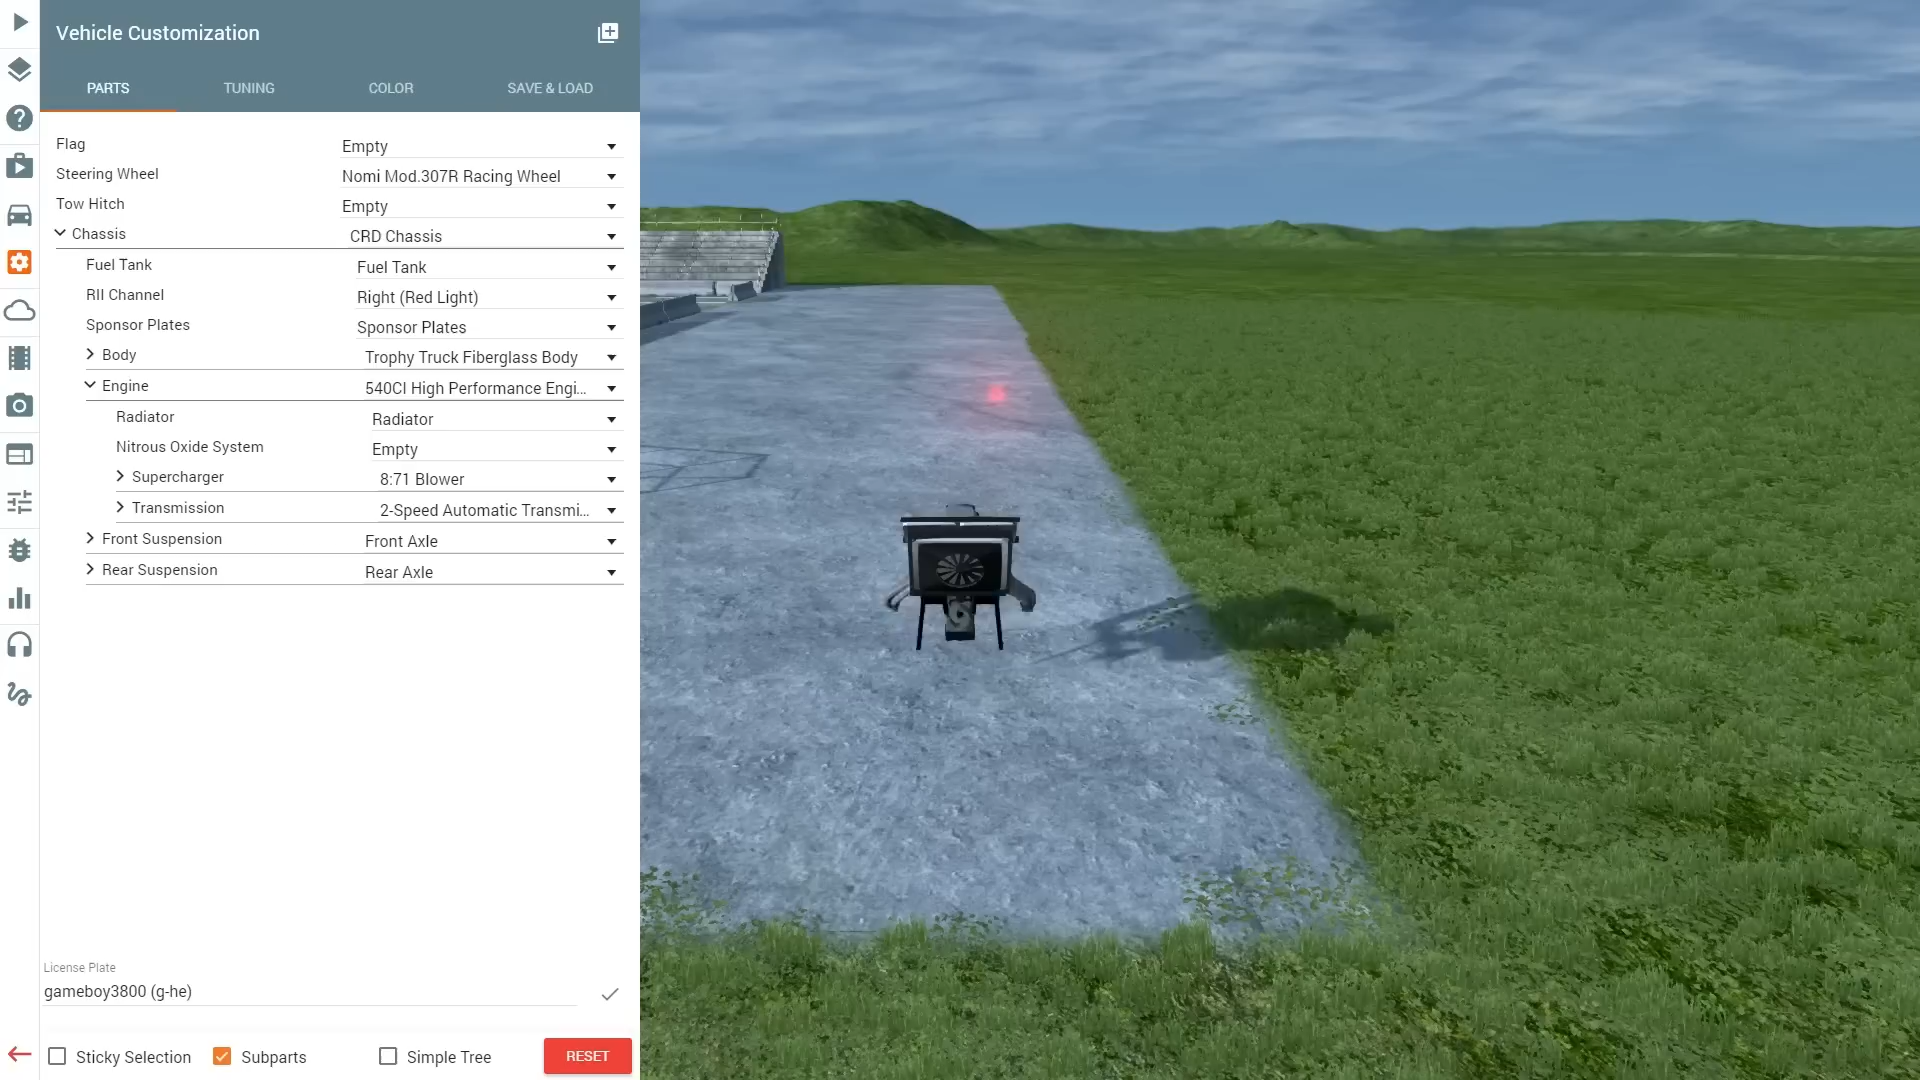 Vehicle Customization
PARTS TUNING COLOR SAVE & LOAD
Flag Empty
Steering Wheel Nomi Mod.307R Racing Wheel
Tow Hitch Empty
Chassis CRD Chassis
Fuel Tank Fuel Tank
RII Channel Right (Red Light)
Sponsor Plates Sponsor Plates
Body Trophy Truck Fiberglass Body
Engine 540CI High Performance Engi...
Radiator Radiator
Nitrous Oxide System Empty
Supercharger 8:71 Blower
Transmission 2-Speed Automatic Transmi...
Front Suspension Front Axle
Rear Suspension Rear Axle
License Plate
gameboy3800 (g-he)
Sticky Selection Subparts Simple Tree RESET